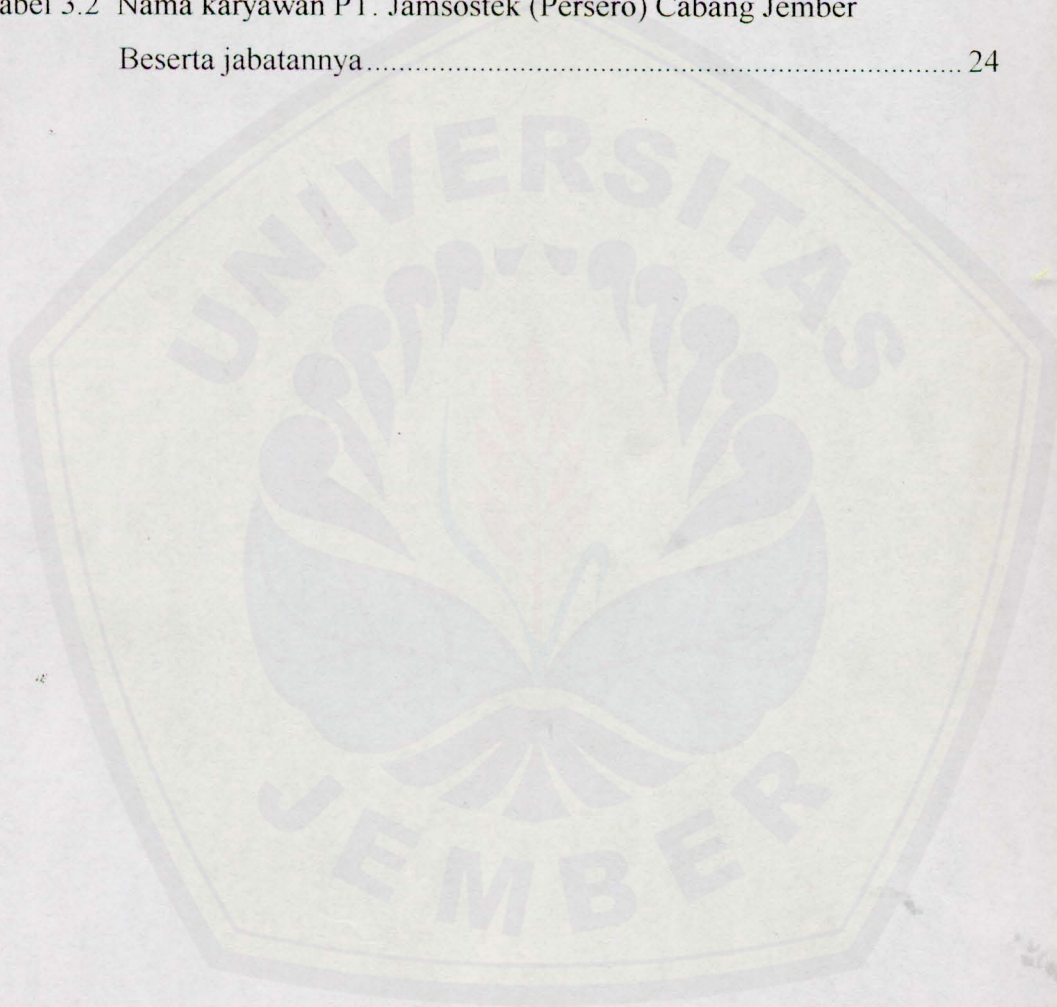 abel 3.2 Nama karyawan PT. Jamsostek (Persero) Cabang Jember
Beserta jabatannya........................................................................... 24
UNIVERSITAS
JEMBER